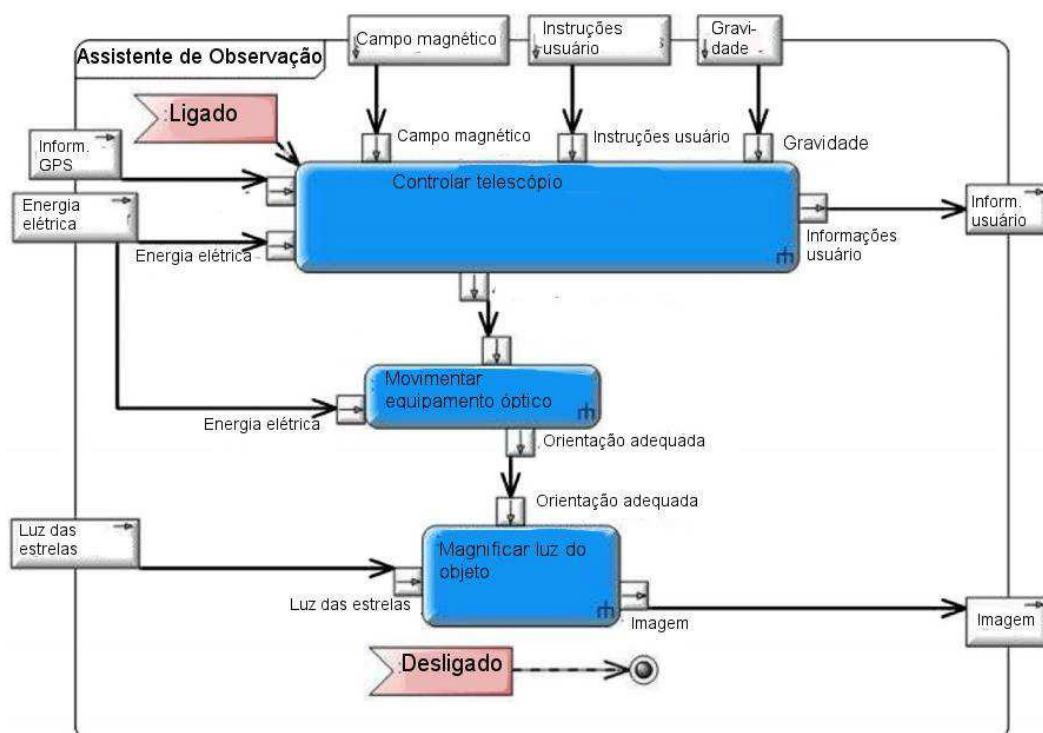 Campo magnético
Instruções
usuário
Gravi-
dade
Assistente de Observação
:Ligado
Inform.
GPS
Campo magnético
Instruções usuário
Gravidade
Controlar telescópio
Energia
elétrica
Energia elétrica
Informações
usuário
Inform.
usuário
Movimentar
equipamento óptico
Energia elétrica
Orientação adequada
Orientação adequada
Luz das
estrelas
Magnificar luz do
objeto
Luz das estrelas
Imagem
Imagem
:Desligado